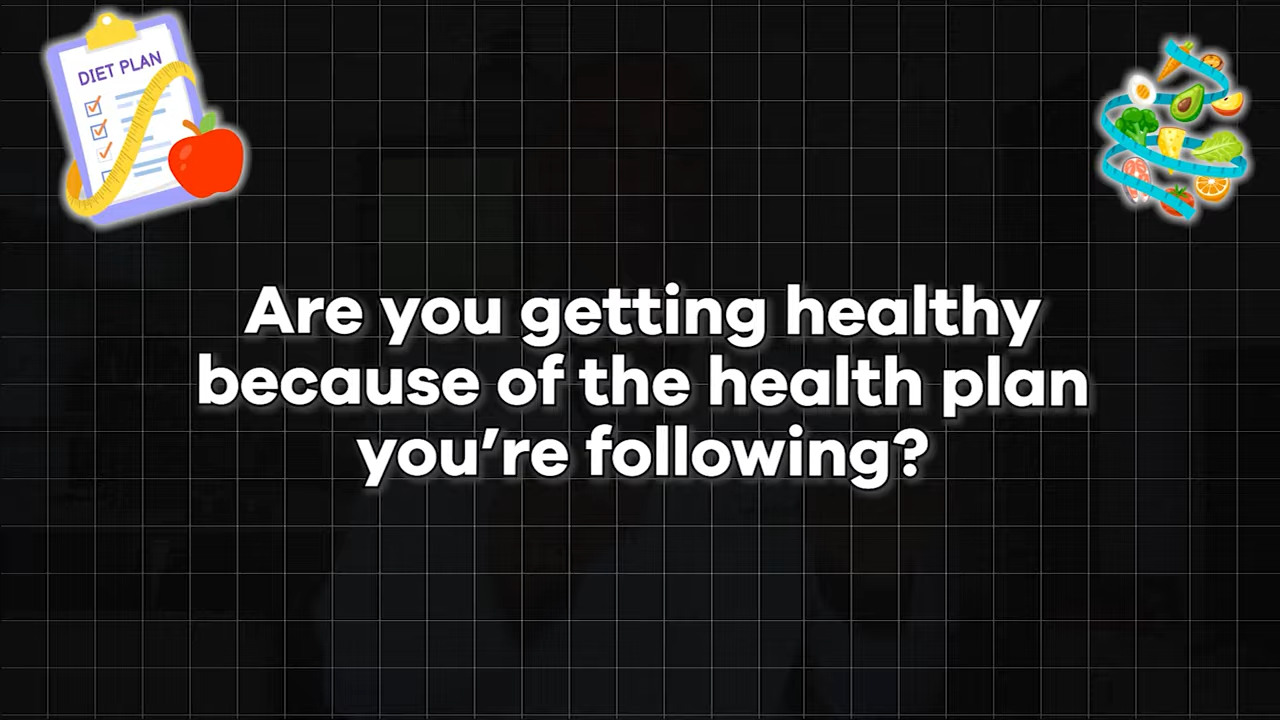 DIET PLAN
Are you getting healthy
because of the health plan
you’re following?